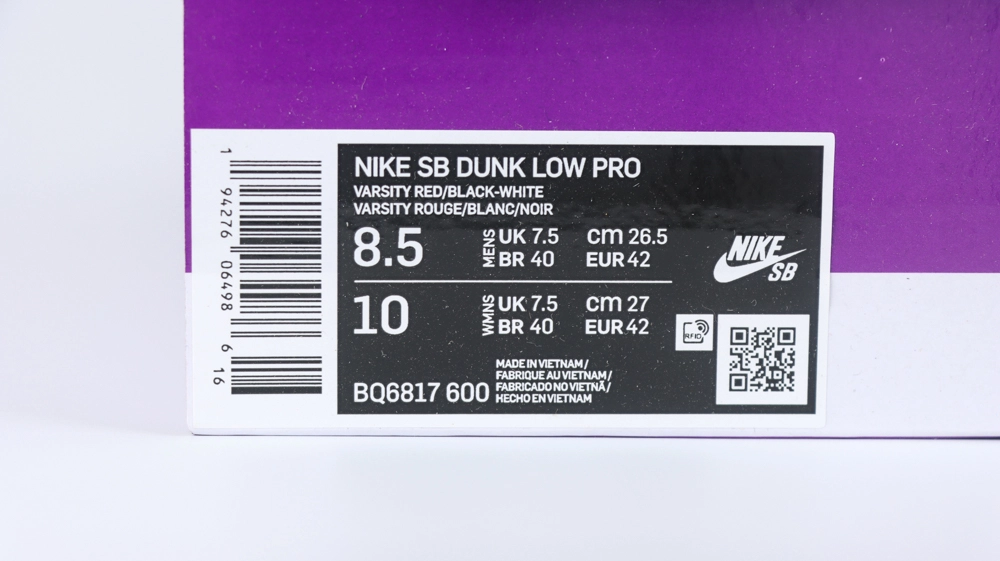 NIKE SB DUNK LOW PRO
VARSITY RED/BLACK-WHITE
VARSITY ROUGE/BLANC/NOIR
8.5 MENS UK 7.5 cm 26.5
BR 40 EUR 42
10 WMNS UK 7.5 cm 27
BR 40 EUR 42
BQ6817 600
MADE IN VIETNAM/
FABRIQUE AU VIETNAM/
FABRICADO NO VIETNÃ/
HECHO EN VIETNAM
NIKE
SB
RFID
1 94276 06498 6 16